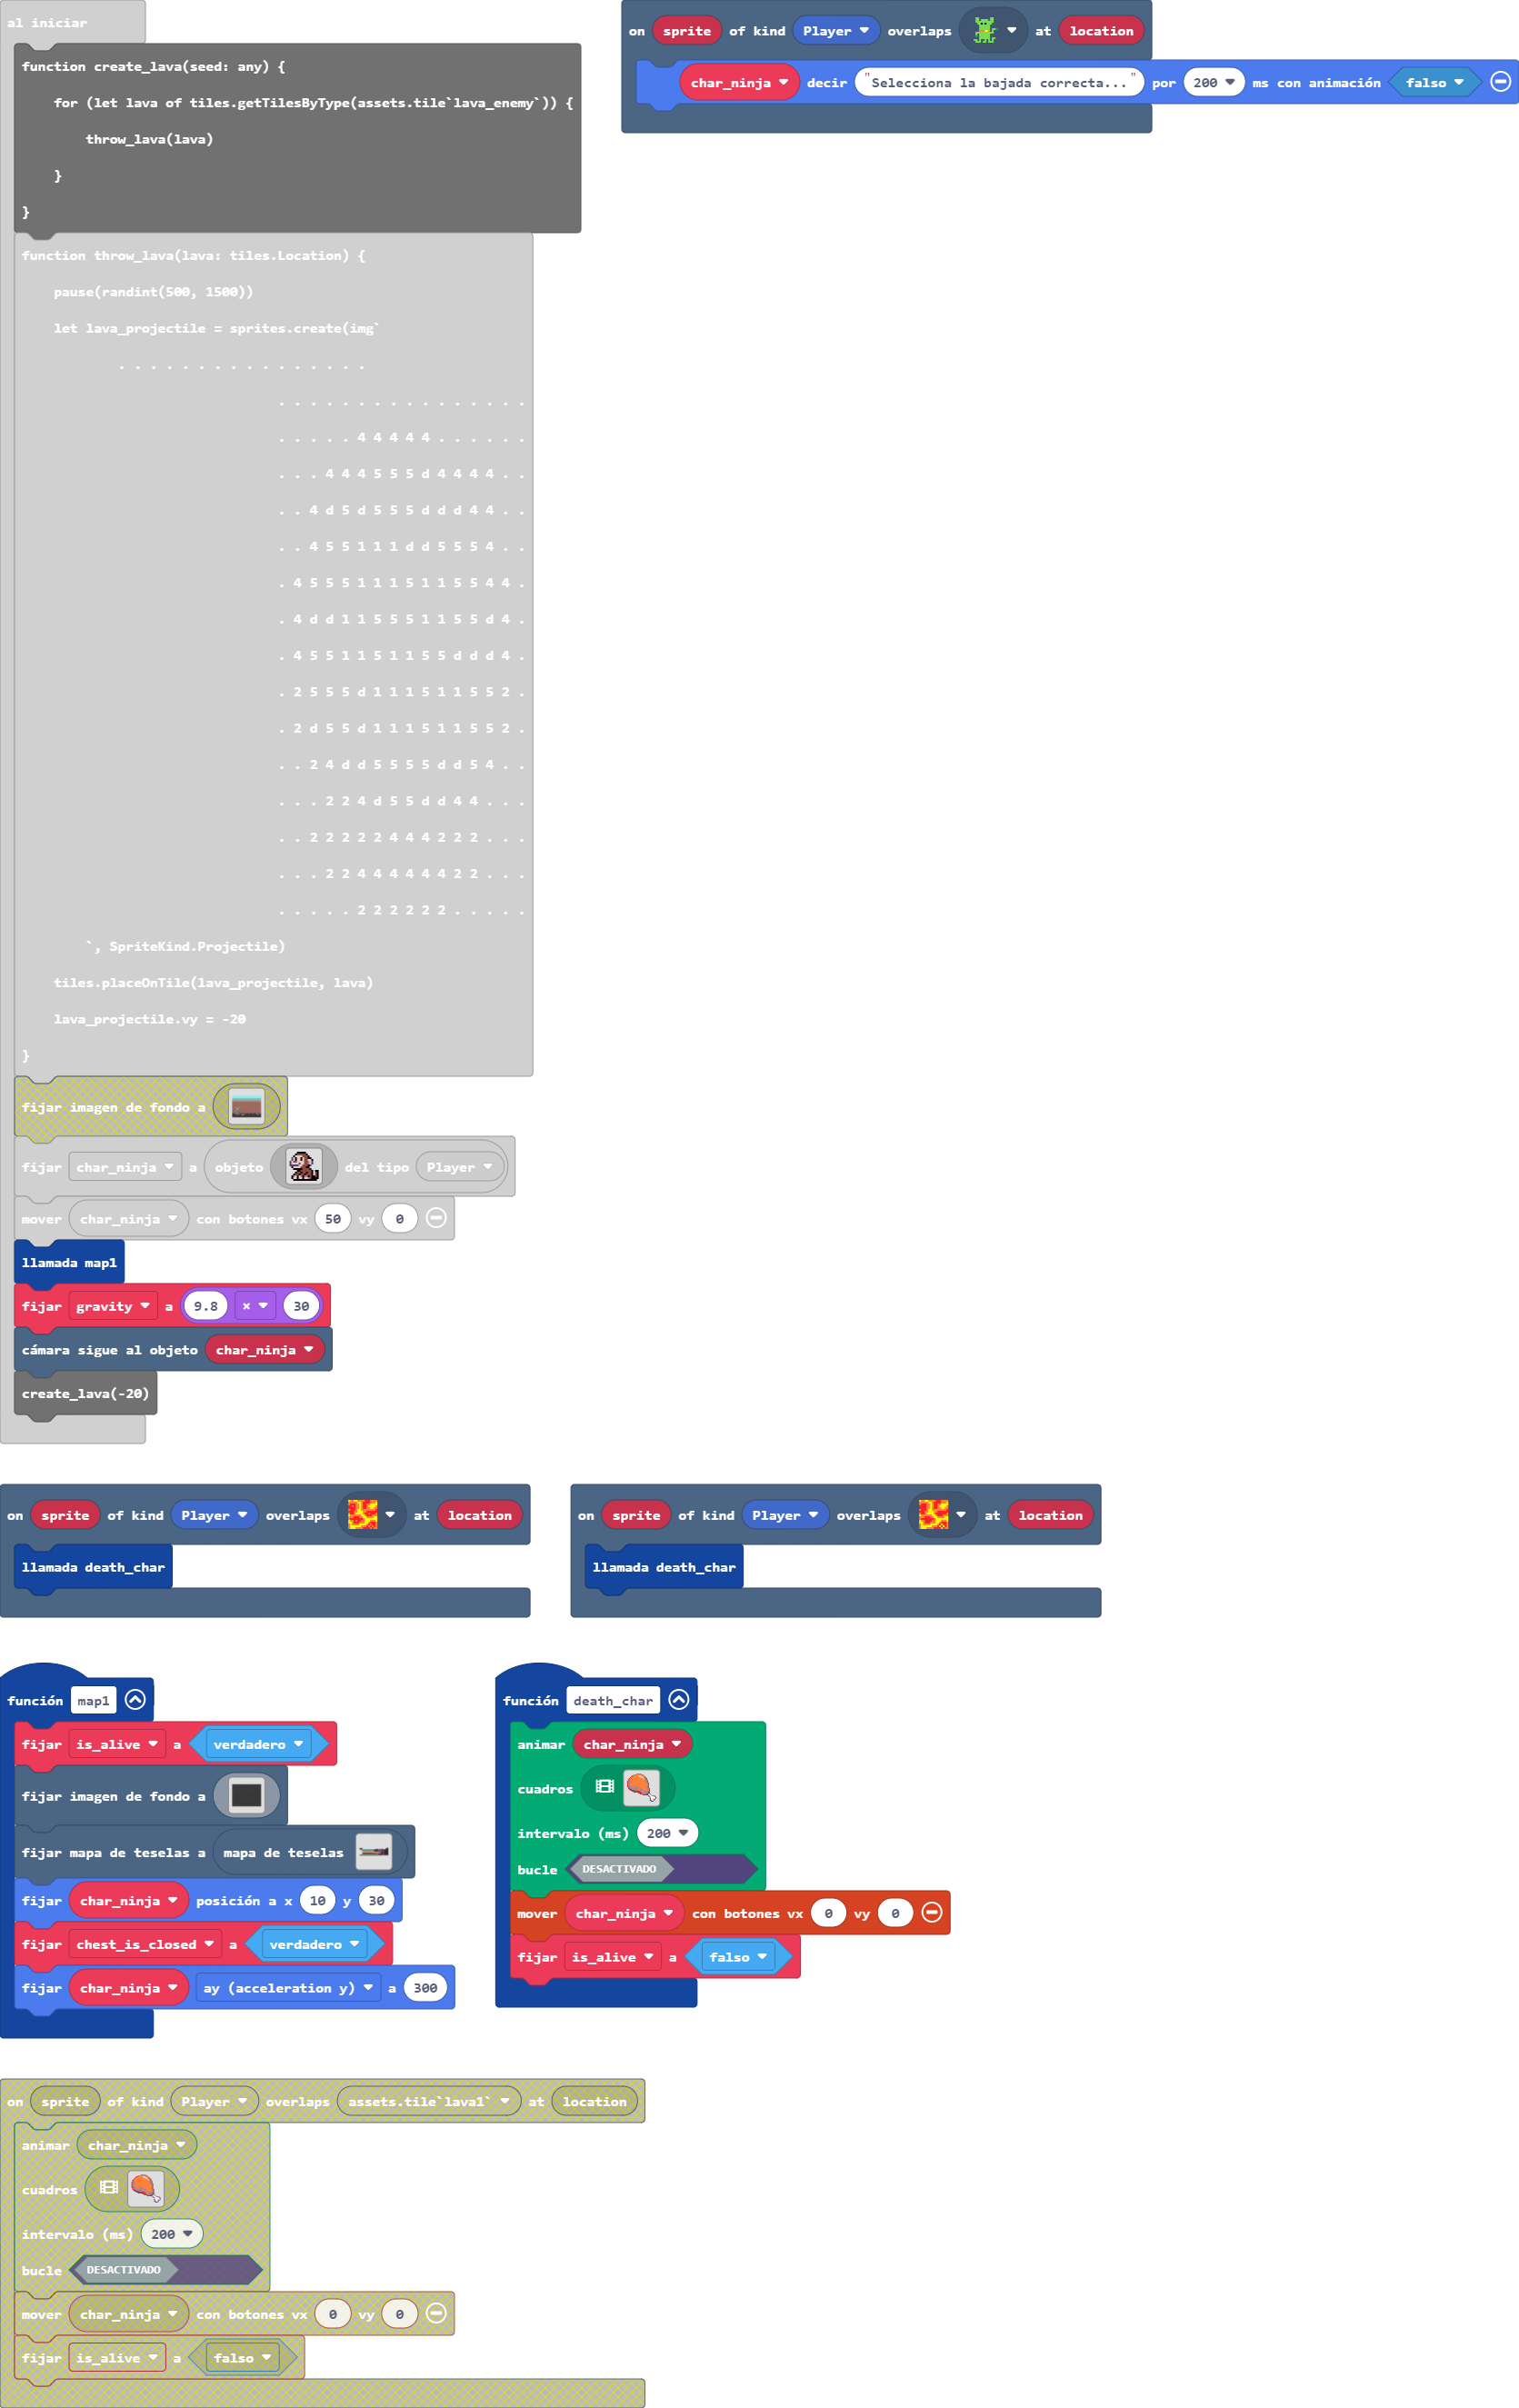 al iniciar
function create_lava(seed: any) {
for (let lava of tiles.getTilesByType(assets.tile`lava_enemy`)) {
throw_lava(lava)
}
}
function throw_lava(lava: tiles.Location) {
pause(randint(500, 1500))
let lava_projectile = sprites.create(img`
. . . . . . . . . . . . . . . .
. . . . . . . . . . . . . . . .
. . . . . 4 4 4 4 4 . . . . . .
. . . 4 4 4 5 5 5 d 4 4 4 4 . .
. . 4 d 5 d 5 5 5 d d d 4 4 . .
. . 4 5 5 1 1 1 d d 5 5 5 4 . .
. 4 5 5 5 1 1 1 5 1 1 5 5 4 4 .
. 4 d d 1 1 5 5 5 1 1 5 5 d 4 .
. 4 5 5 1 1 5 1 1 5 5 d d d 4 .
. 2 5 5 5 d 1 1 1 5 1 1 5 5 2 .
. 2 d 5 5 d 1 1 1 5 1 1 5 5 2 .
. . 2 4 d d 5 5 5 5 d d 5 4 . .
. . . 2 2 4 d 5 5 d d 4 4 . . .
. . 2 2 2 2 2 4 4 4 2 2 2 . . .
. . . 2 2 4 4 4 4 4 4 2 2 . . .
. . . . . 2 2 2 2 2 2 . . . . .
`, SpriteKind.Projectile)
tiles.placeOnTile(lava_projectile, lava)
lava_projectile.vy = -20
}
fijar imagen de fondo a
fijar char_ninja a objeto del tipo Player
mover char_ninja con botones vx 50 vy 0
llamada map1
fijar gravity a 9.8 × 30
cámara sigue al objeto char_ninja
create_lava(-20)
on sprite of kind Player overlaps at location
char_ninja decir "Selecciona la bajada correcta..." por 200 ms con animación falso
on sprite of kind Player overlaps at location
llamada death_char
on sprite of kind Player overlaps at location
llamada death_char
función map1
fijar is_alive a verdadero
fijar imagen de fondo a
fijar mapa de teselas a mapa de teselas
fijar char_ninja posición a x 10 y 30
fijar chest_is_closed a verdadero
fijar char_ninja ay (acceleration y) a 300
función death_char
animar char_ninja
cuadros
intervalo (ms) 200
bucle DESACTIVADO
mover char_ninja con botones vx 0 vy 0
fijar is_alive a falso
on sprite of kind Player overlaps assets.tile`lava1` at location
animar char_ninja
cuadros
intervalo (ms) 200
bucle DESACTIVADO
mover char_ninja con botones vx 0 vy 0
fijar is_alive a falso